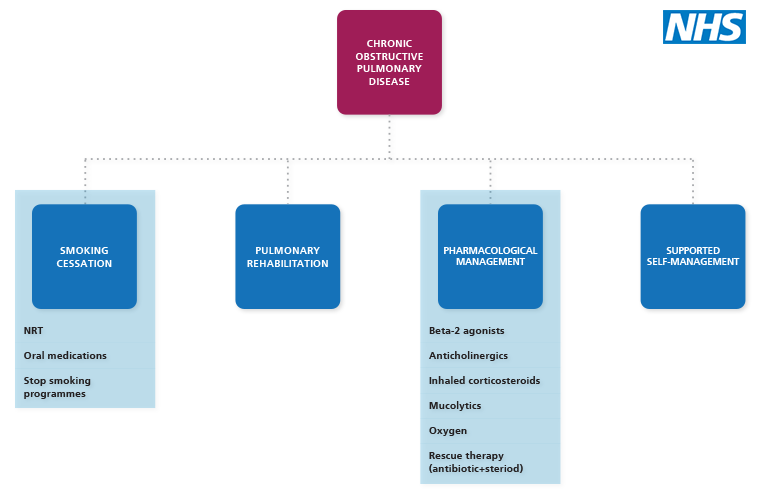 CHRONIC
OBSTRUCTIVE
PULMONARY
DISEASE
NHS
SMOKING
CESSATION
PULMONARY
REHABILITATION
PHARMACOLOGICAL
MANAGEMENT
SUPPORTED
SELF-MANAGEMENT
NRT
Oral medications
Stop smoking
programmes
Beta-2 agonists
Anticholinergics
Inhaled corticosteroids
Mucolytics
Oxygen
Rescue therapy
(antibiotic+steriod)